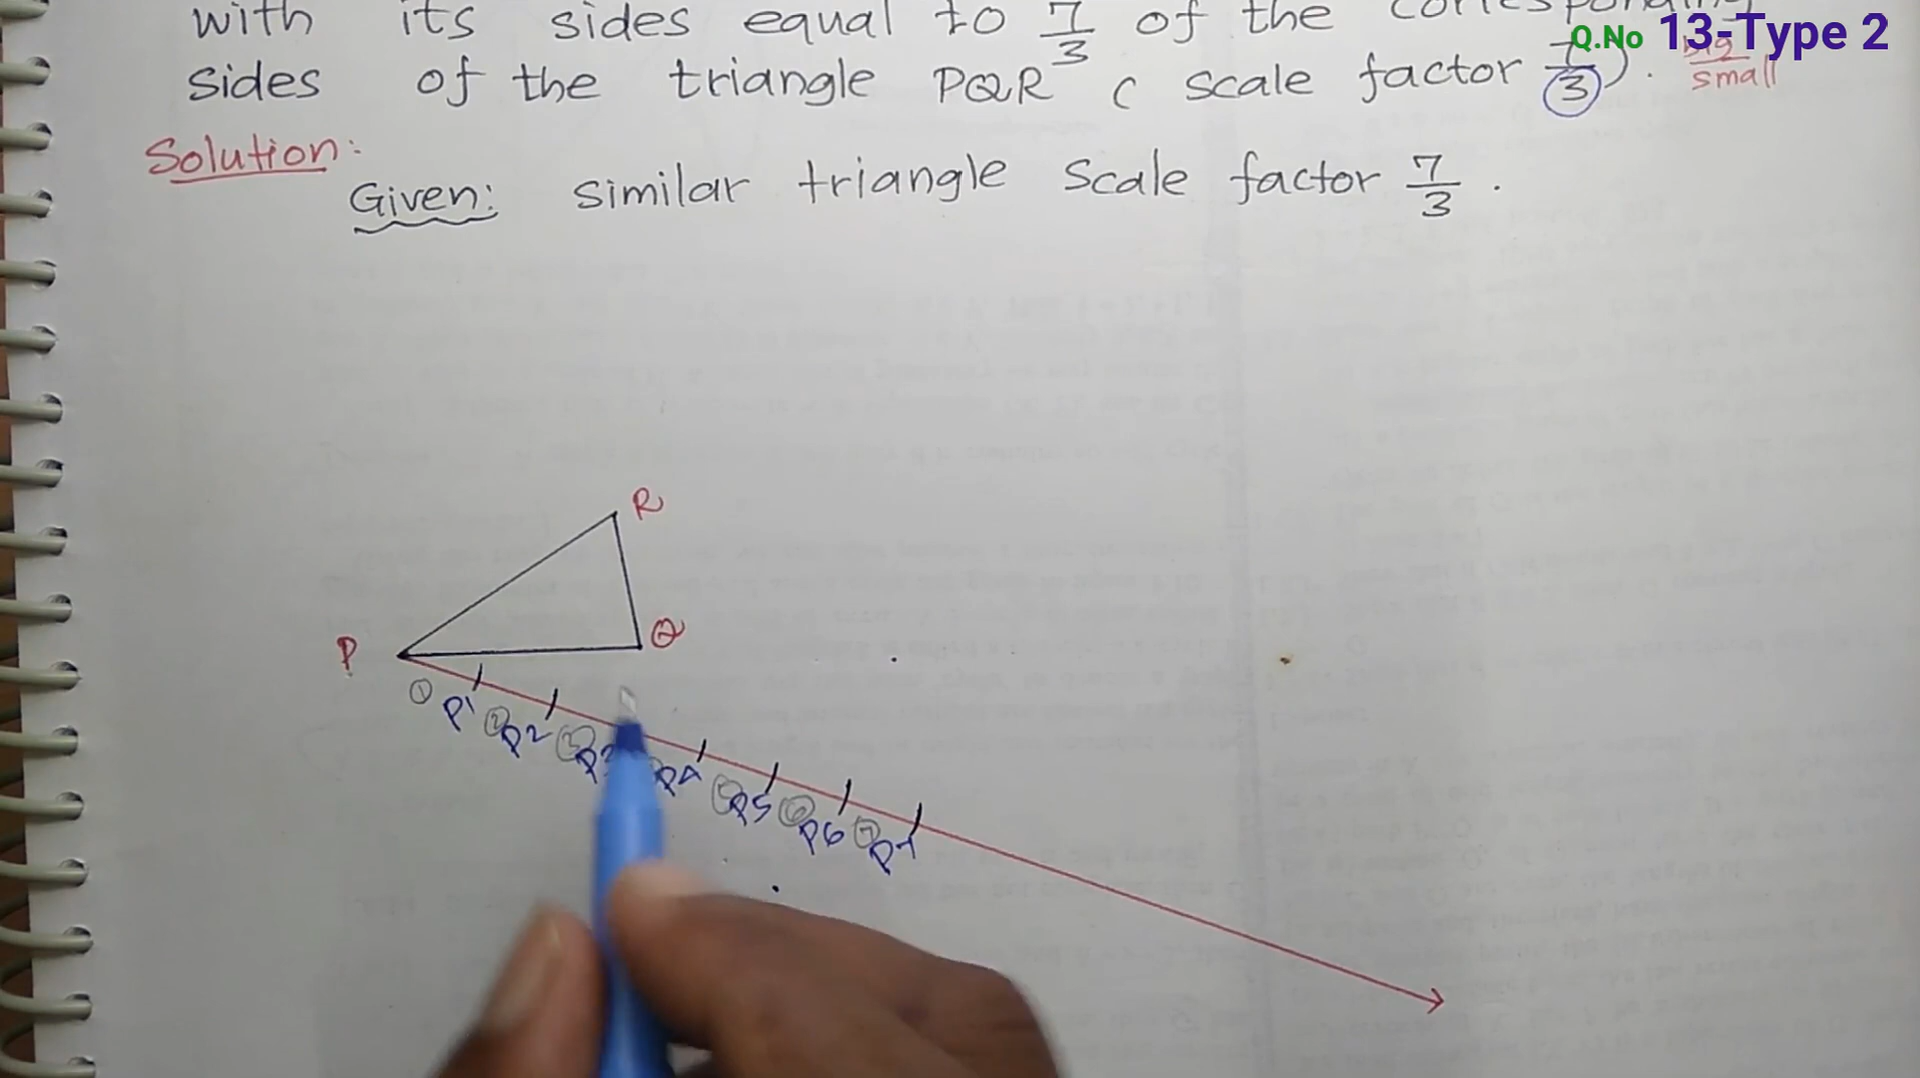 with its sides equal to 7/3 of the corresponding
Q.No 13-Type 2
sides of the triangle PQR ( scale factor 7/3 ). big/small
Solution:
Given: similar triangle scale factor 7/3 .
R
P
Q
① P1 ② P2 ③ P3 P4 ⑤ P5 ⑥ P6 ⑦ P7